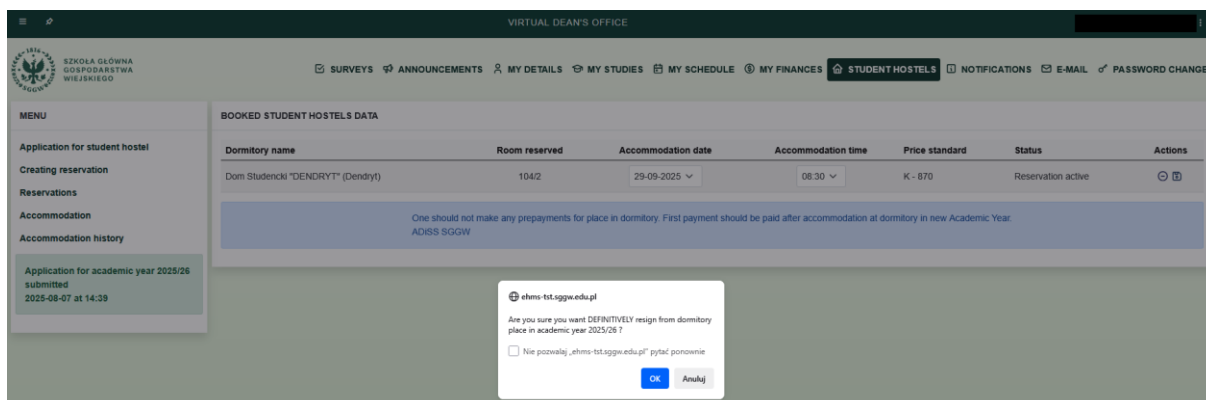 VIRTUAL DEAN'S OFFICE
1816
SGGW
SZKOŁA GŁÓWNA
GOSPODARSTWA
WIEJSKIEGO
SURVEYS ANNOUNCEMENTS MY DETAILS MY STUDIES MY SCHEDULE MY FINANCES STUDENT HOSTELS NOTIFICATIONS E-MAIL PASSWORD CHANGE
MENU
Application for student hostel
Creating reservation
Reservations
Accommodation
Accommodation history
Application for academic year 2025/26
submitted
2025-08-07 at 14:39
BOOKED STUDENT HOSTELS DATA
Dormitory name Room reserved Accommodation date Accommodation time Price standard Status Actions
Dom Studencki "DENDRYT" (Dendryt) 104/2 29-09-2025 08:30 K - 870 Reservation active
One should not make any prepayments for place in dormitory. First payment should be paid after accommodation at dormitory in new Academic Year.
ADiSS SGGW
ehms-tst.sggw.edu.pl
Are you sure you want DEFINITIVELY resign from dormitory
place in academic year 2025/26 ?
Nie pozwalaj „ehms-tst.sggw.edu.pl” pytać ponownie
OK Anuluj